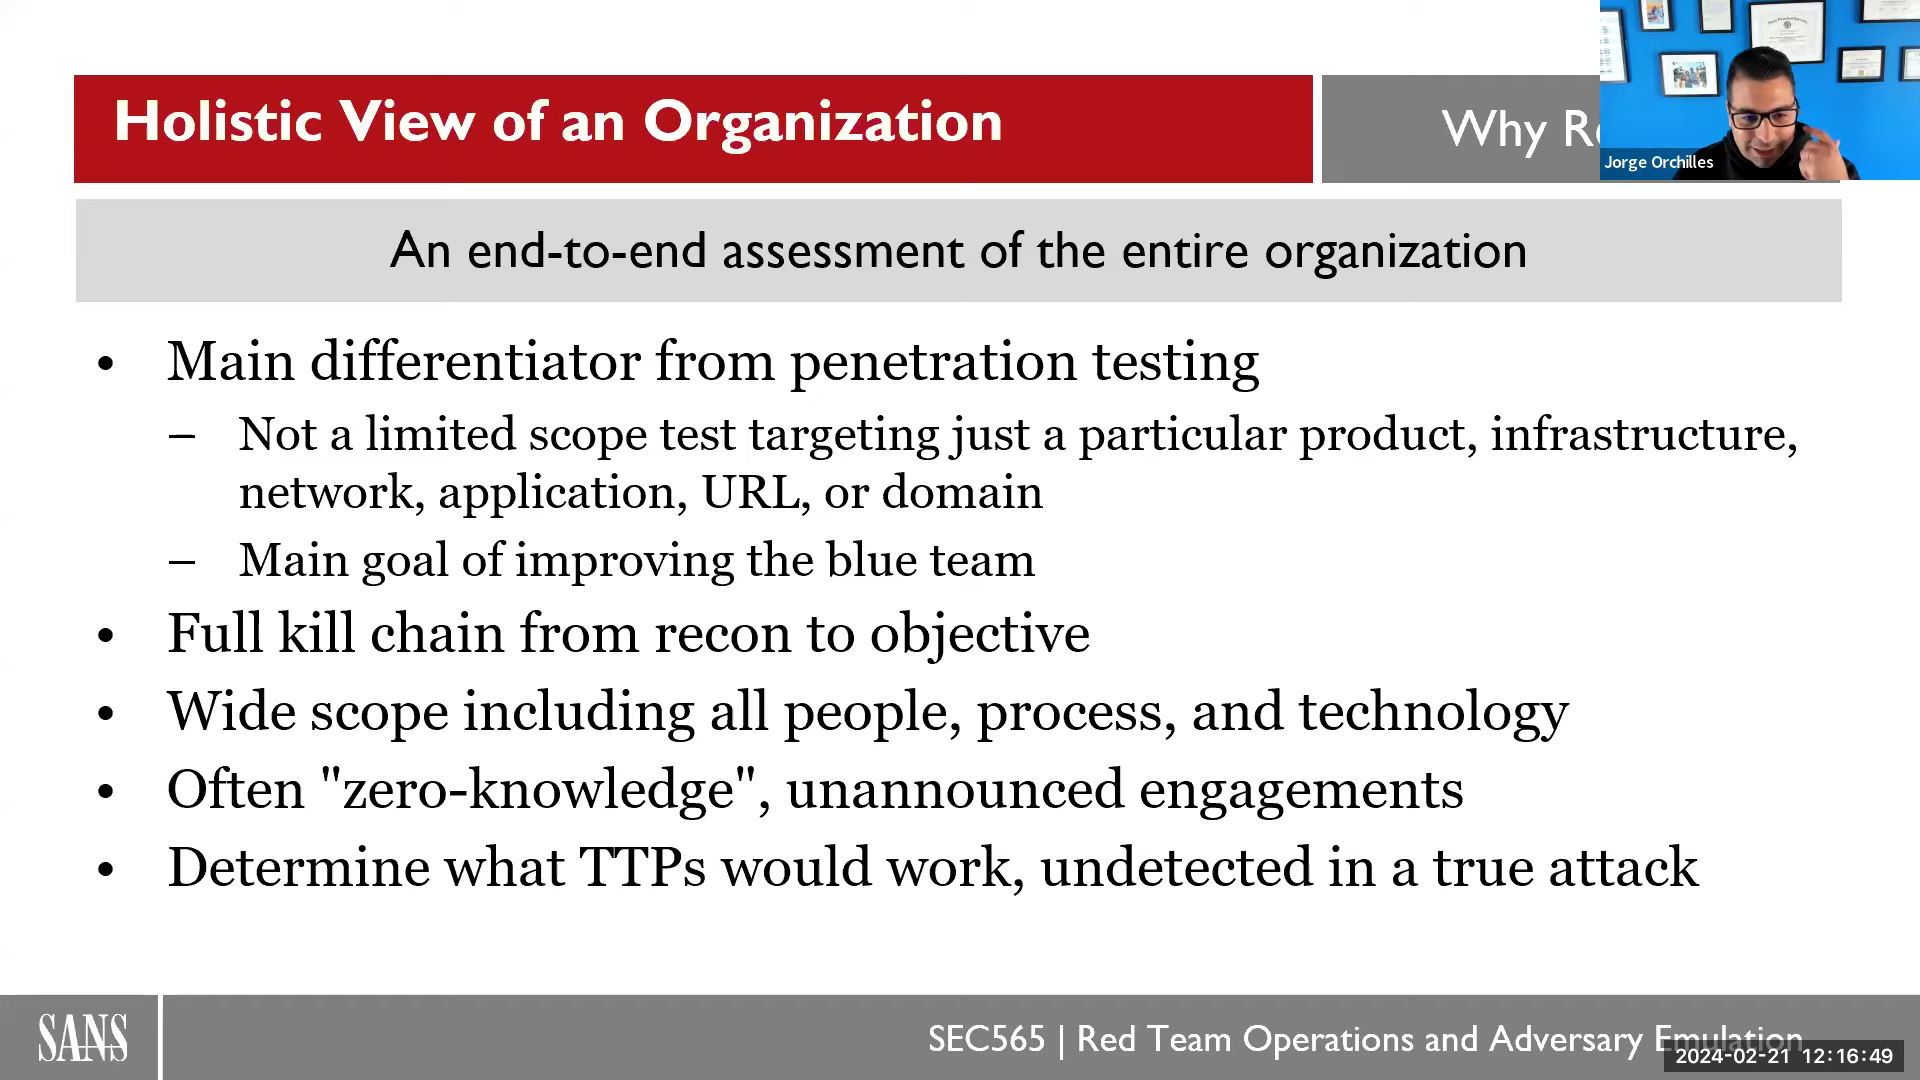 Holistic View of an Organization
Why R
Jorge Orchilles
An end-to-end assessment of the entire organization
• Main differentiator from penetration testing
– Not a limited scope test targeting just a particular product, infrastructure,
network, application, URL, or domain
– Main goal of improving the blue team
• Full kill chain from recon to objective
• Wide scope including all people, process, and technology
• Often "zero-knowledge", unannounced engagements
• Determine what TTPs would work, undetected in a true attack
SANS
SEC565 | Red Team Operations and Adversary Emulation
2024-02-21 12:16:49